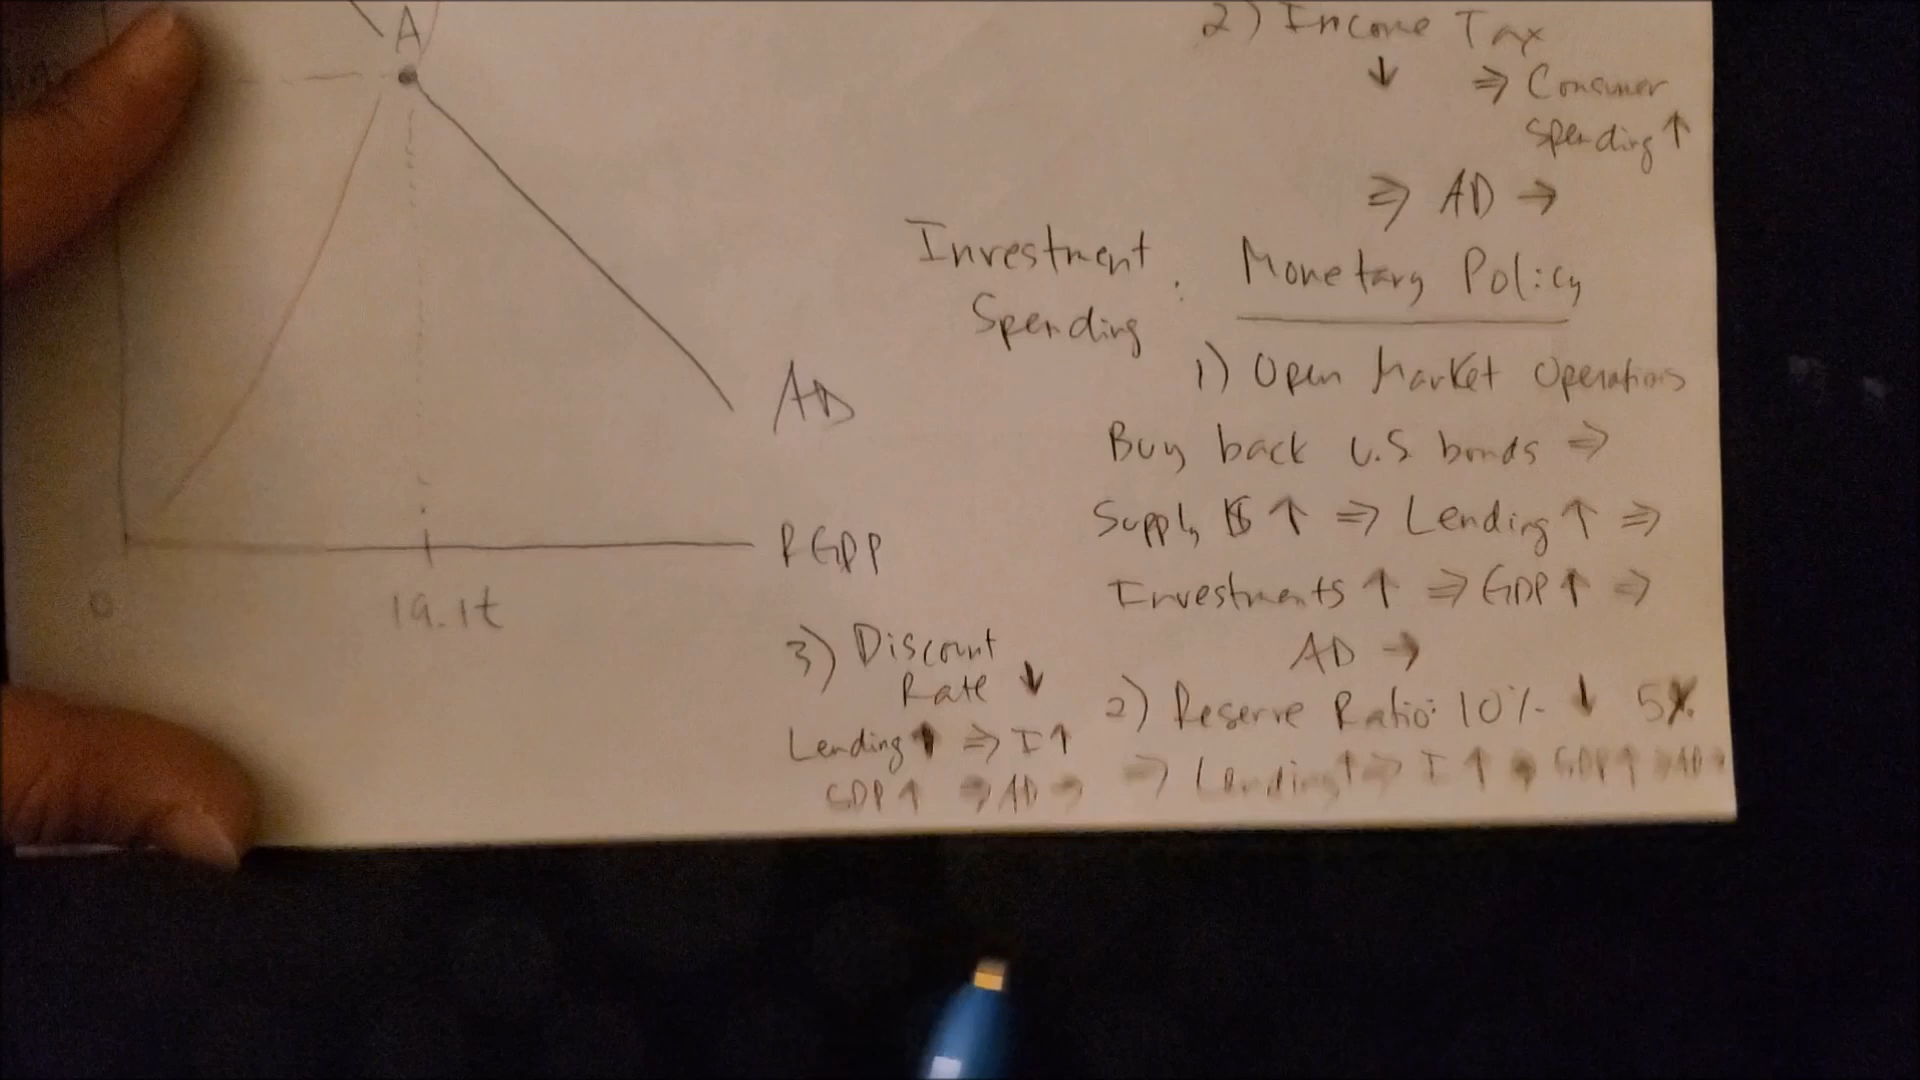 A
2) Income Tax
↓ ⇒ Consumer
Spending ↑
⇒ AD →
Investment
Spending :
Monetary Policy
1) Open Market Operations
Buy back U.S bonds ⇒
Supply $ ↑ ⇒ Lending ↑ ⇒
Investments ↑ ⇒ GDP ↑ ⇒
AD →
2) Reserve Ratio: 10% ↓ 5%
⇒ Lending ↑ ⇒ I ↑ ⇒ GDP ↑ ⇒ AD →
AD
RGDP
0
19.1t
3) Discount
Rate ↓
Lending ↑ ⇒ I ↑
GDP ↑ ⇒ AD →